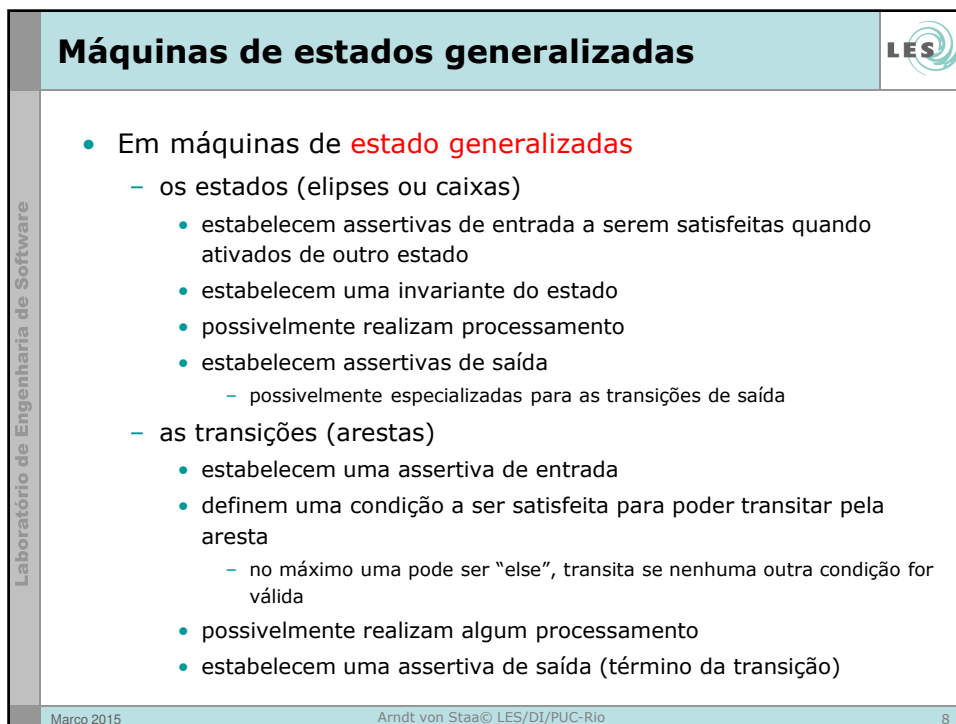 Máquinas de estados generalizadas
LES
Laboratório de Engenharia de Software
• Em máquinas de estado generalizadas
– os estados (elipses ou caixas)
• estabelecem assertivas de entrada a serem satisfeitas quando
ativados de outro estado
• estabelecem uma invariante do estado
• possivelmente realizam processamento
• estabelecem assertivas de saída
– possivelmente especializadas para as transições de saída
– as transições (arestas)
• estabelecem uma assertiva de entrada
• definem uma condição a ser satisfeita para poder transitar pela
aresta
– no máximo uma pode ser “else”, transita se nenhuma outra condição for
válida
• possivelmente realizam algum processamento
• estabelecem uma assertiva de saída (término da transição)
Março 2015
Arndt von Staa© LES/DI/PUC-Rio
8